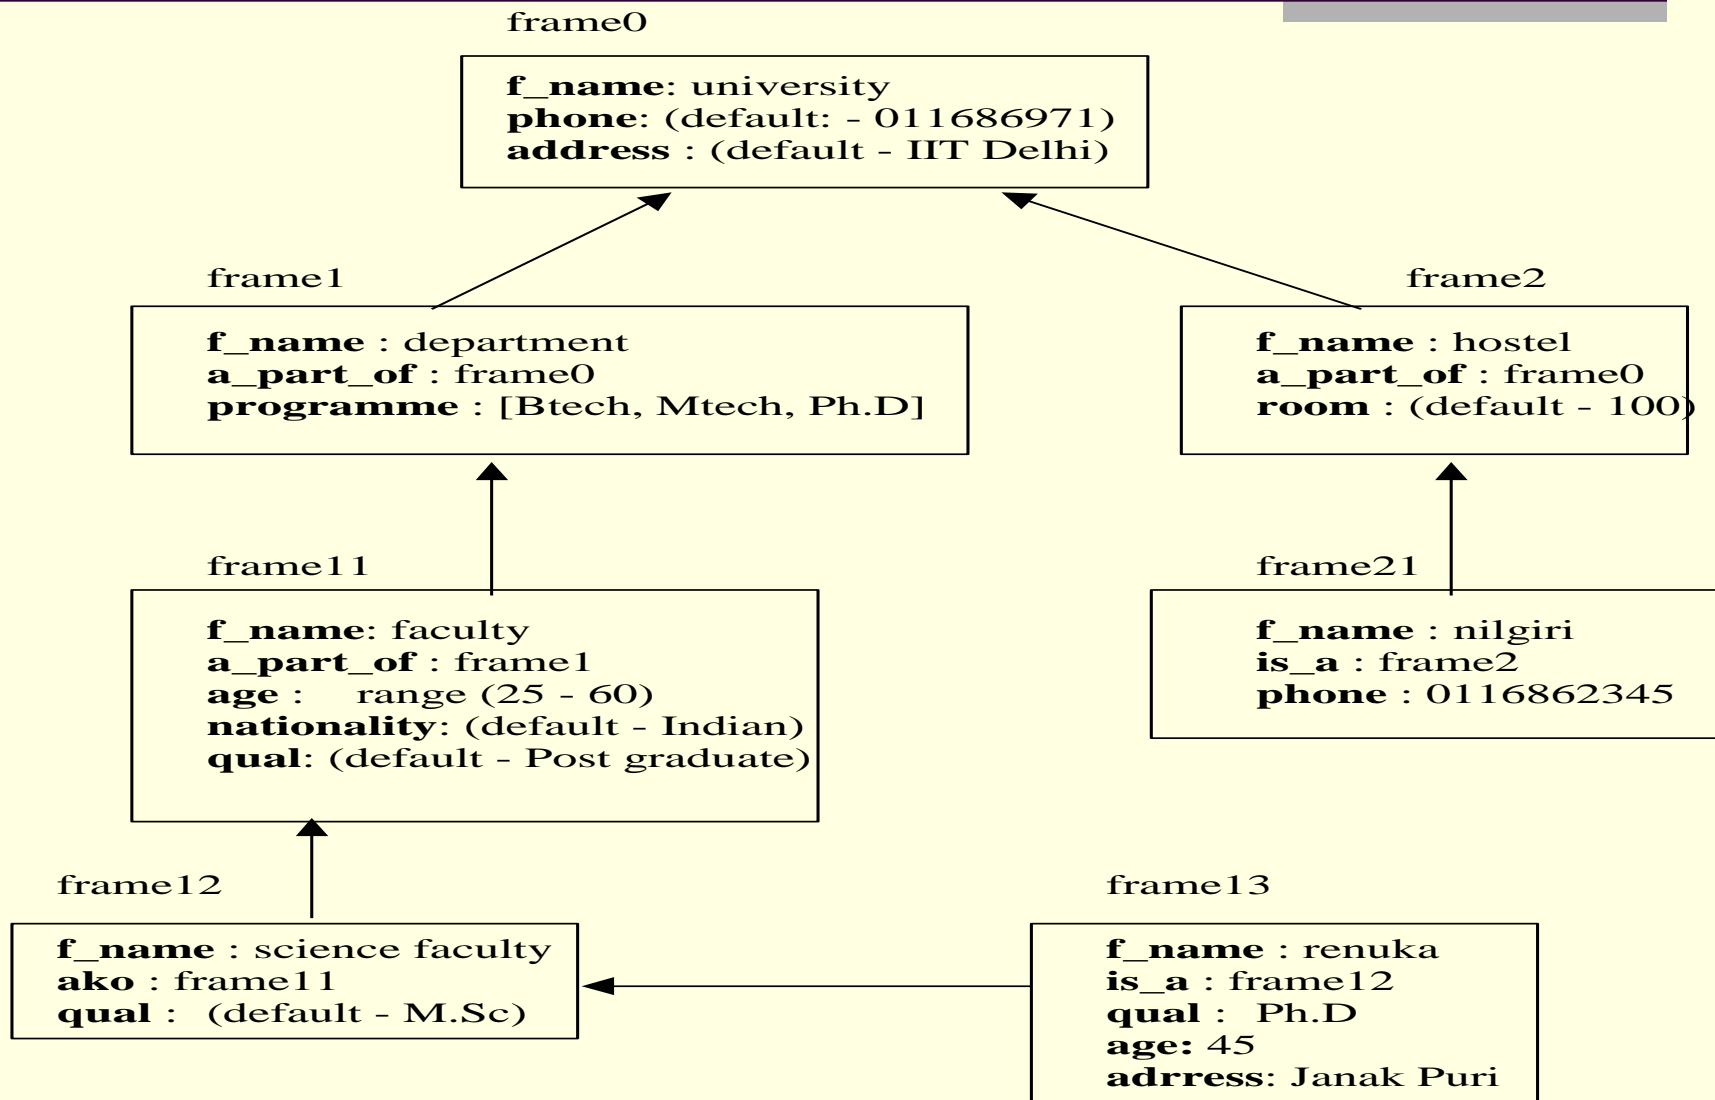 frame0
f_name: university
phone: (default: - 011686971)
address : (default - IIT Delhi)
frame1
f_name : department
a_part_of : frame0
programme : [Btech, Mtech, Ph.D]
frame2
f_name : hostel
a_part_of : frame0
room : (default - 100)
frame11
f_name: faculty
a_part_of : frame1
age : range (25 - 60)
nationality: (default - Indian)
qual: (default - Post graduate)
frame21
f_name : nilgiri
is_a : frame2
phone : 0116862345
frame12
f_name : science faculty
ako : frame11
qual : (default - M.Sc)
frame13
f_name : renuka
is_a : frame12
qual : Ph.D
age: 45
adrress: Janak Puri